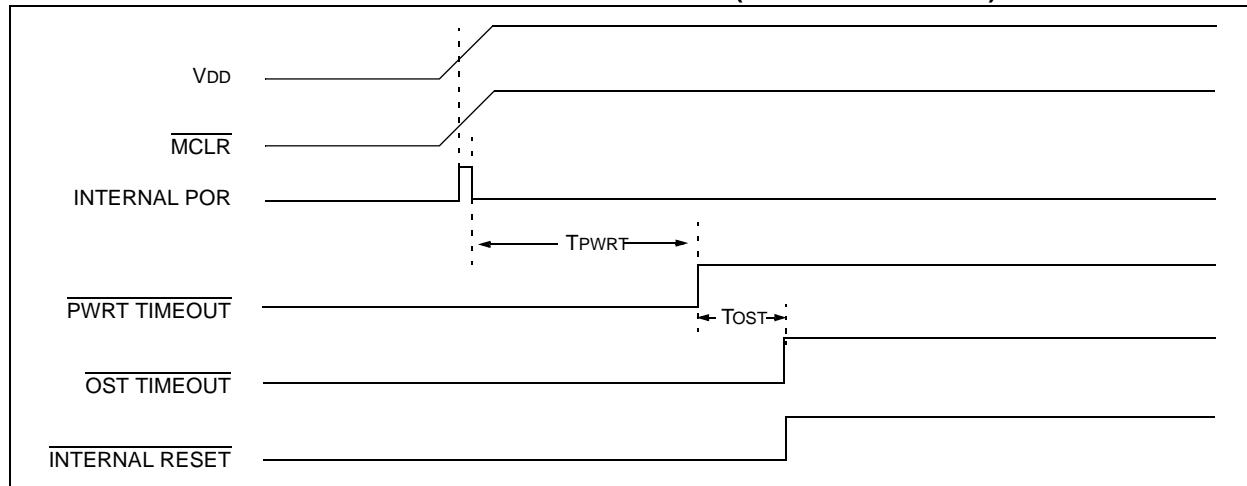 VDD
MCLR
INTERNAL POR
TPWRT
PWRT TIMEOUT
TOST
OST TIMEOUT
INTERNAL RESET